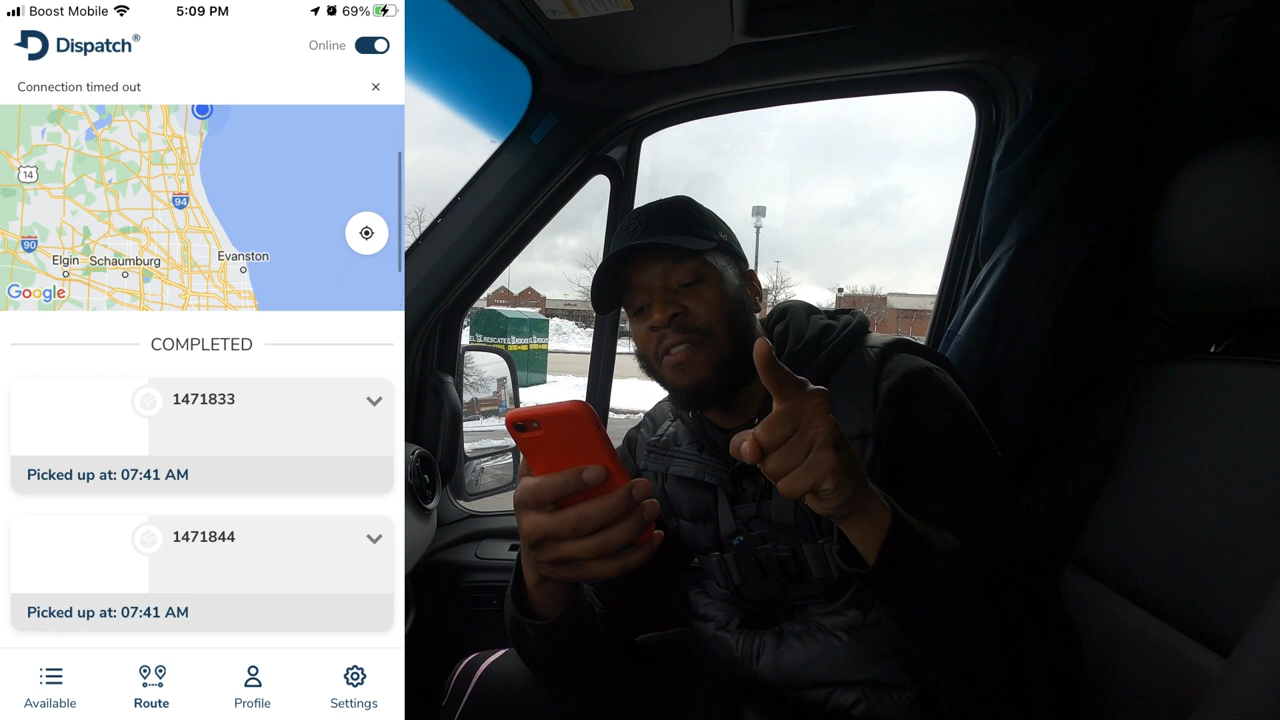 Boost Mobile
5:09 PM
69%
Dispatch®
Online
Connection timed out
14
94
90
Elgin
Schaumburg
Evanston
Google
COMPLETED
1471833
Picked up at: 07:41 AM
1471844
Picked up at: 07:41 AM
Available
Route
Profile
Settings
RESCATE